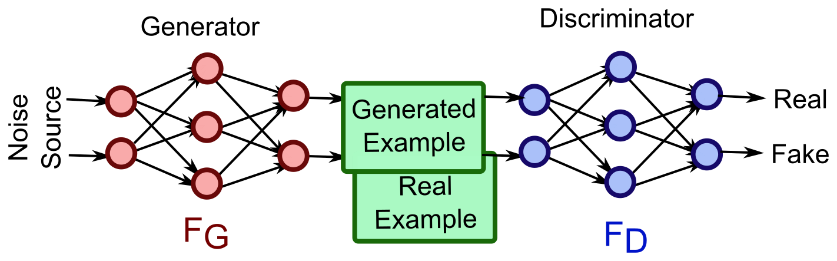 Generator
Discriminator
Noise
Source
Generated
Example
Real
Example
Real
Fake
FG
FD